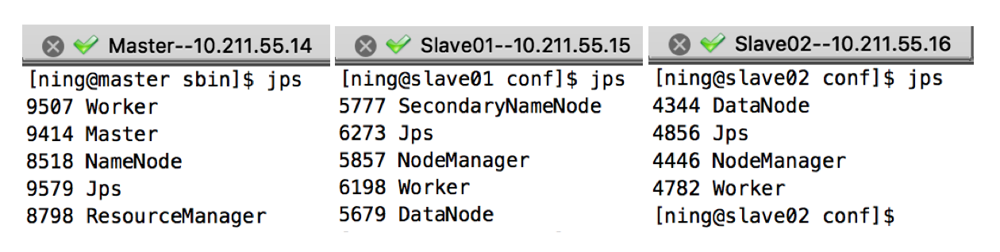 Master--10.211.55.14
[ning@master sbin]$ jps
9507 Worker
9414 Master
8518 NameNode
9579 Jps
8798 ResourceManager
Slave01--10.211.55.15
[ning@slave01 conf]$ jps
5777 SecondaryNameNode
6273 Jps
5857 NodeManager
6198 Worker
5679 DataNode
Slave02--10.211.55.16
[ning@slave02 conf]$ jps
4344 DataNode
4856 Jps
4446 NodeManager
4782 Worker
[ning@slave02 conf]$